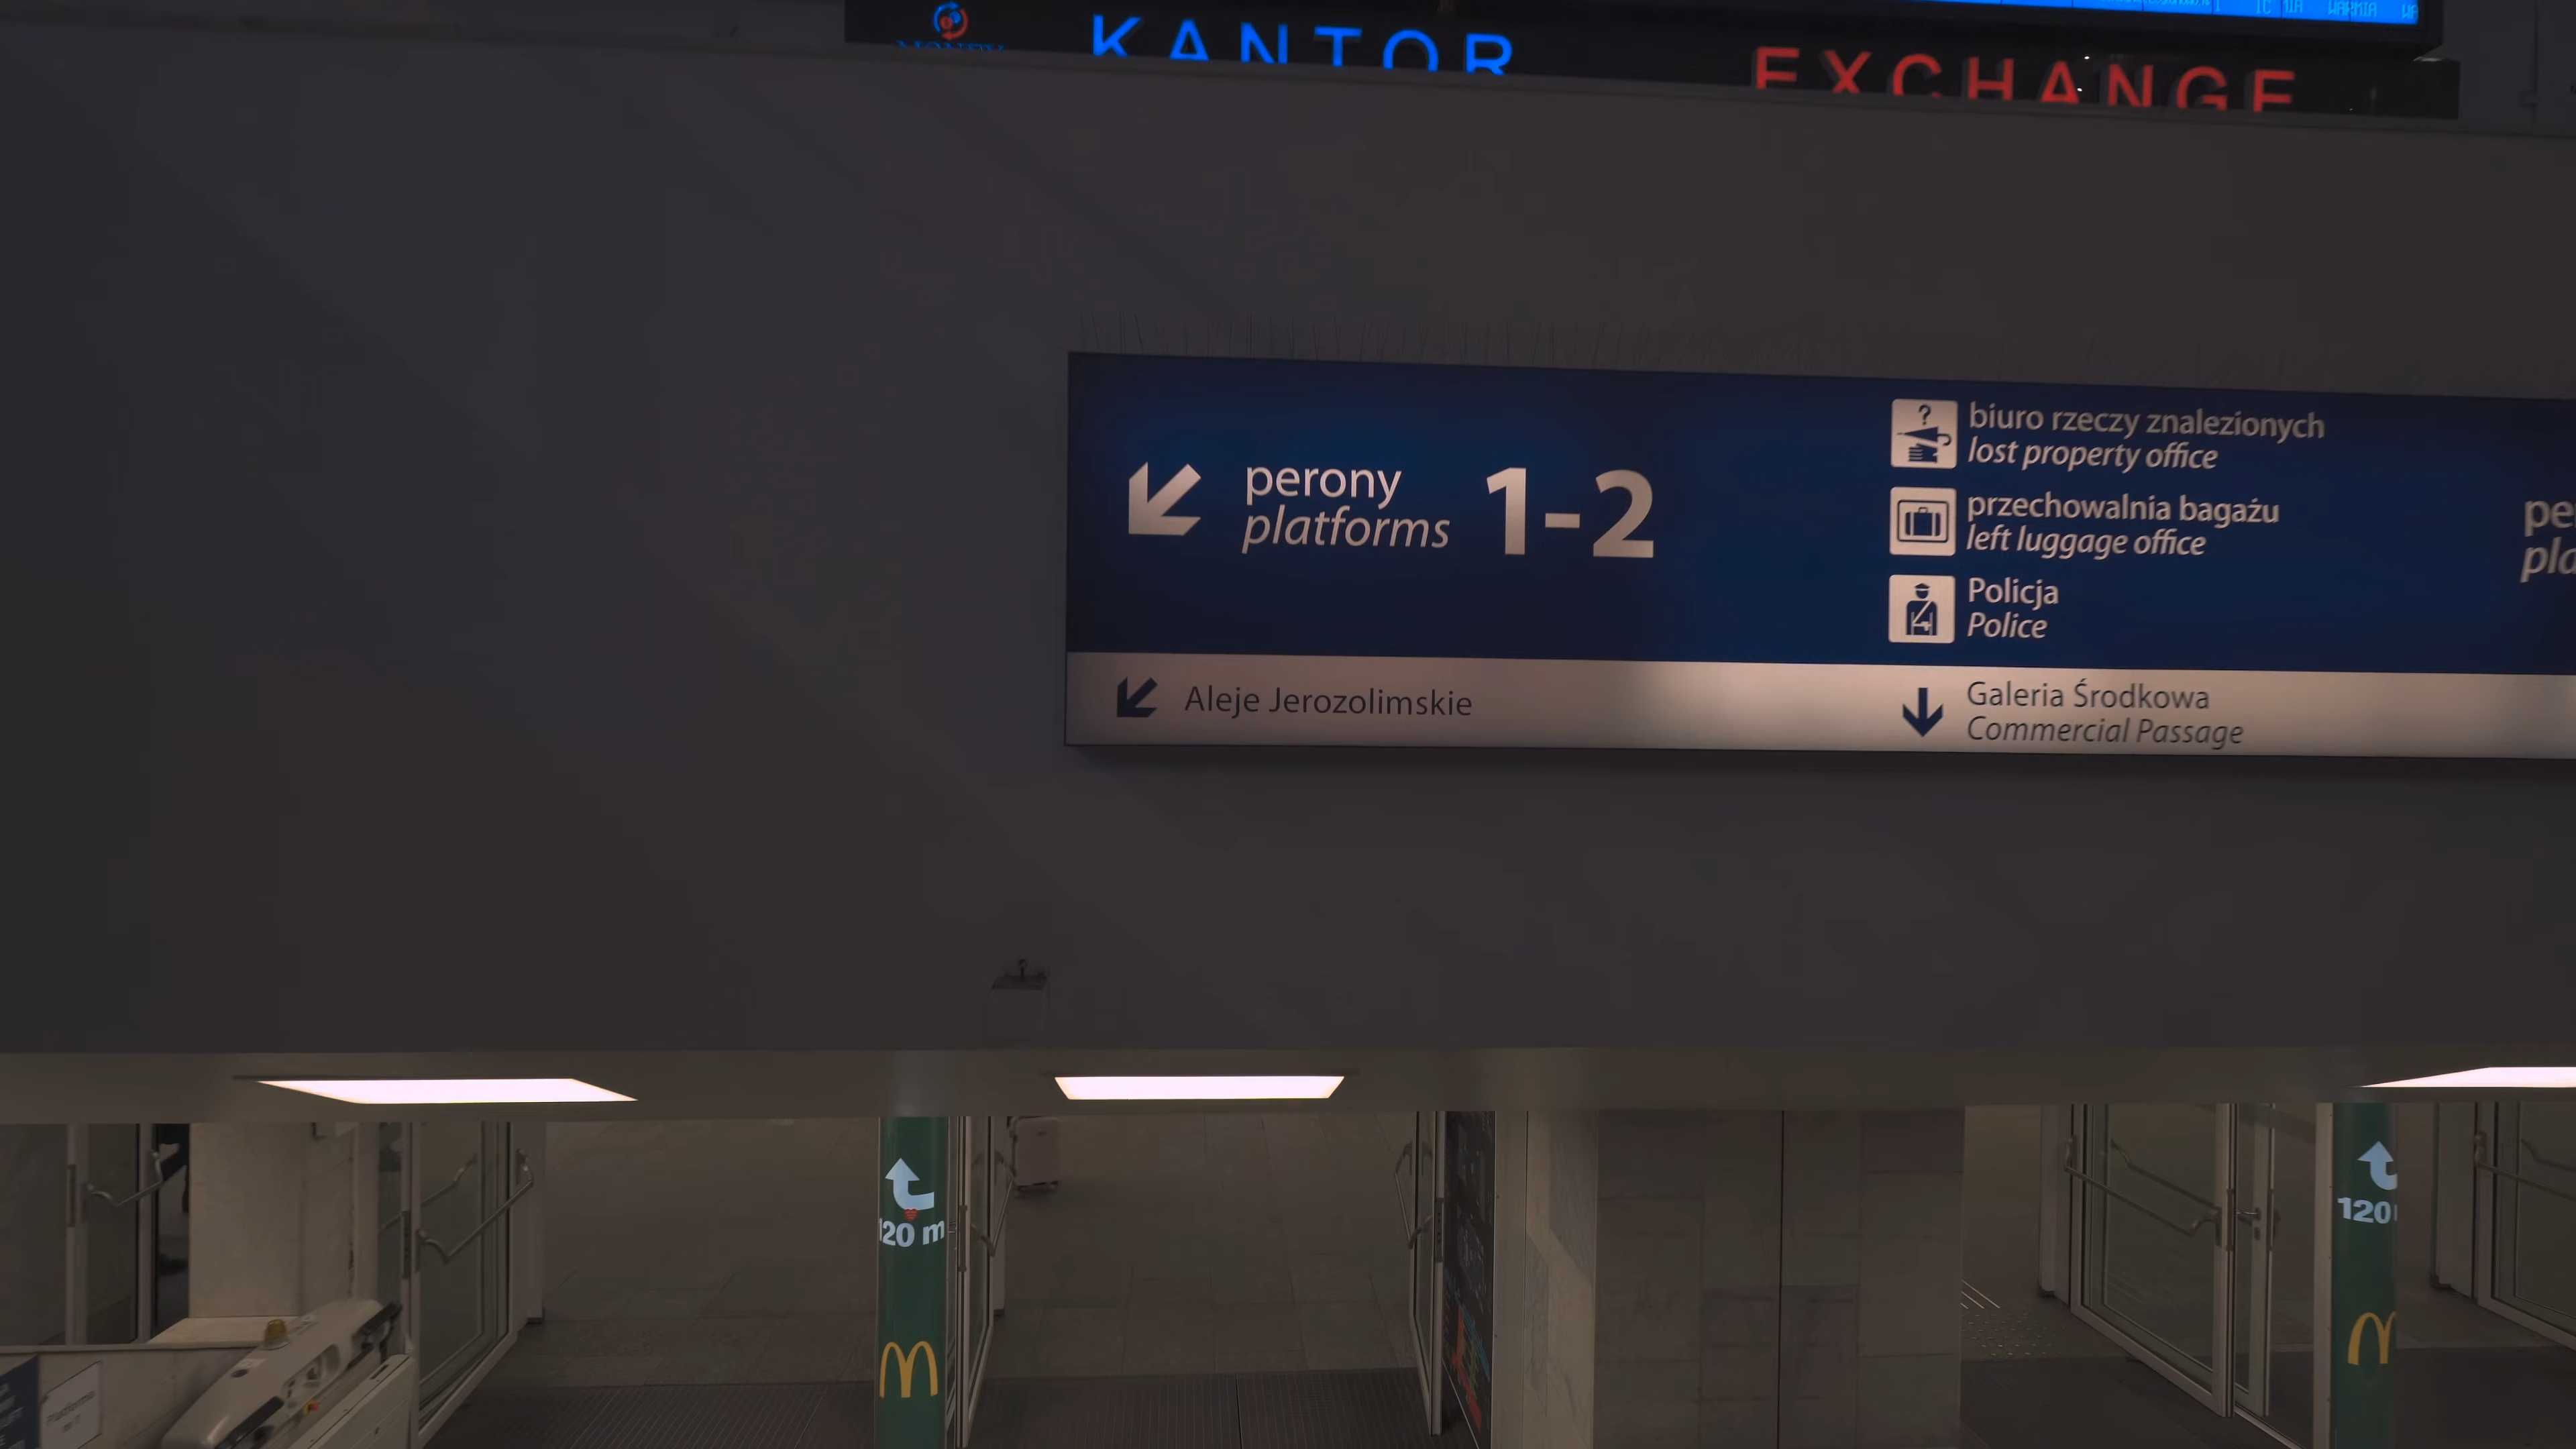 KANTOR EXCHANGE
perony
platforms
1-2
biuro rzeczy znalezionych
lost property office
przechowalnia bagażu
left luggage office
Policja
Police
Aleje Jerozolimskie
Galeria Środkowa
Commercial Passage
120 m
120